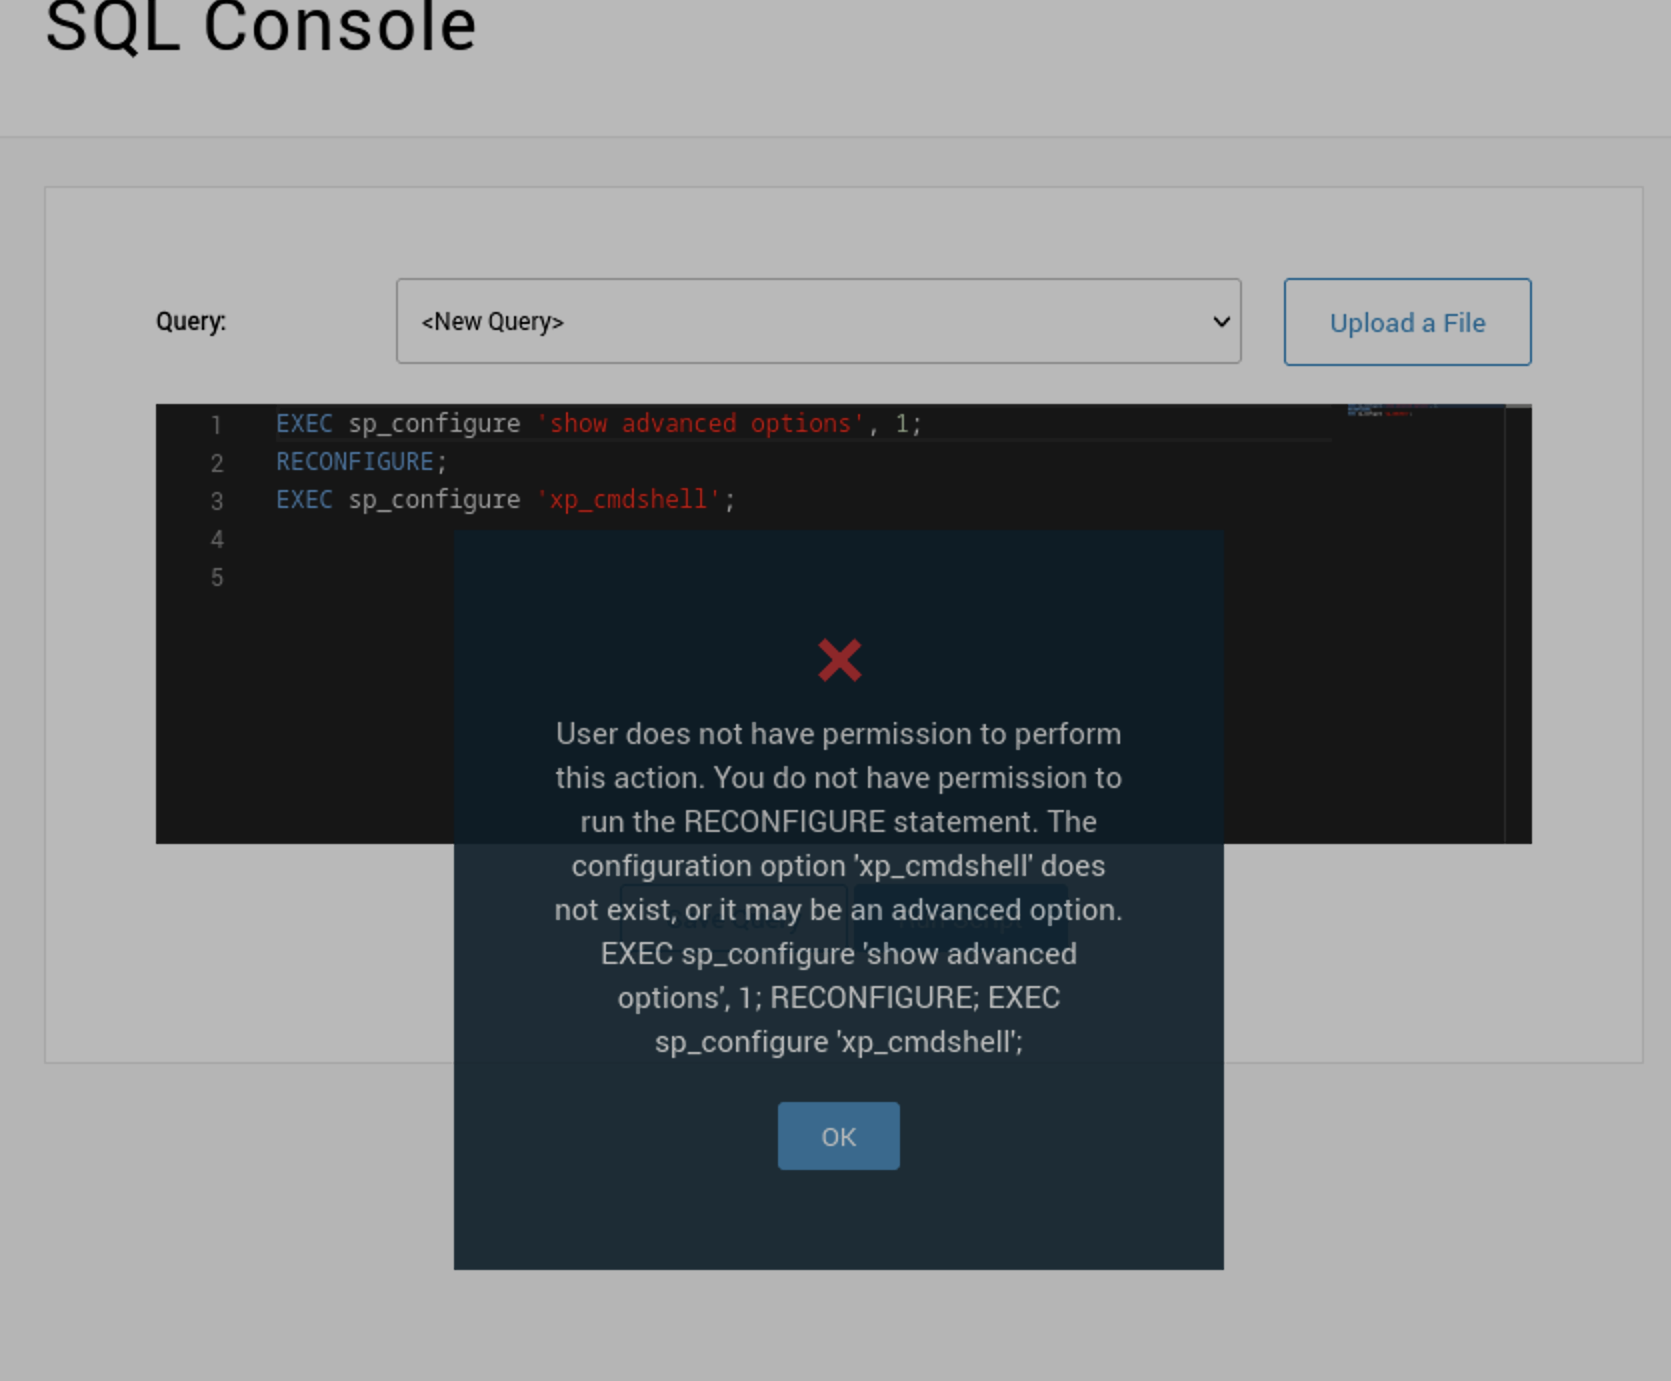 SQL Console
Query:
<New Query>
Upload a File
1 EXEC sp_configure 'show advanced options', 1;
2 RECONFIGURE;
3 EXEC sp_configure 'xp_cmdshell';
4
5
User does not have permission to perform
this action. You do not have permission to
run the RECONFIGURE statement. The
configuration option 'xp_cmdshell' does
not exist, or it may be an advanced option.
EXEC sp_configure 'show advanced
options', 1; RECONFIGURE; EXEC
sp_configure 'xp_cmdshell';
OK